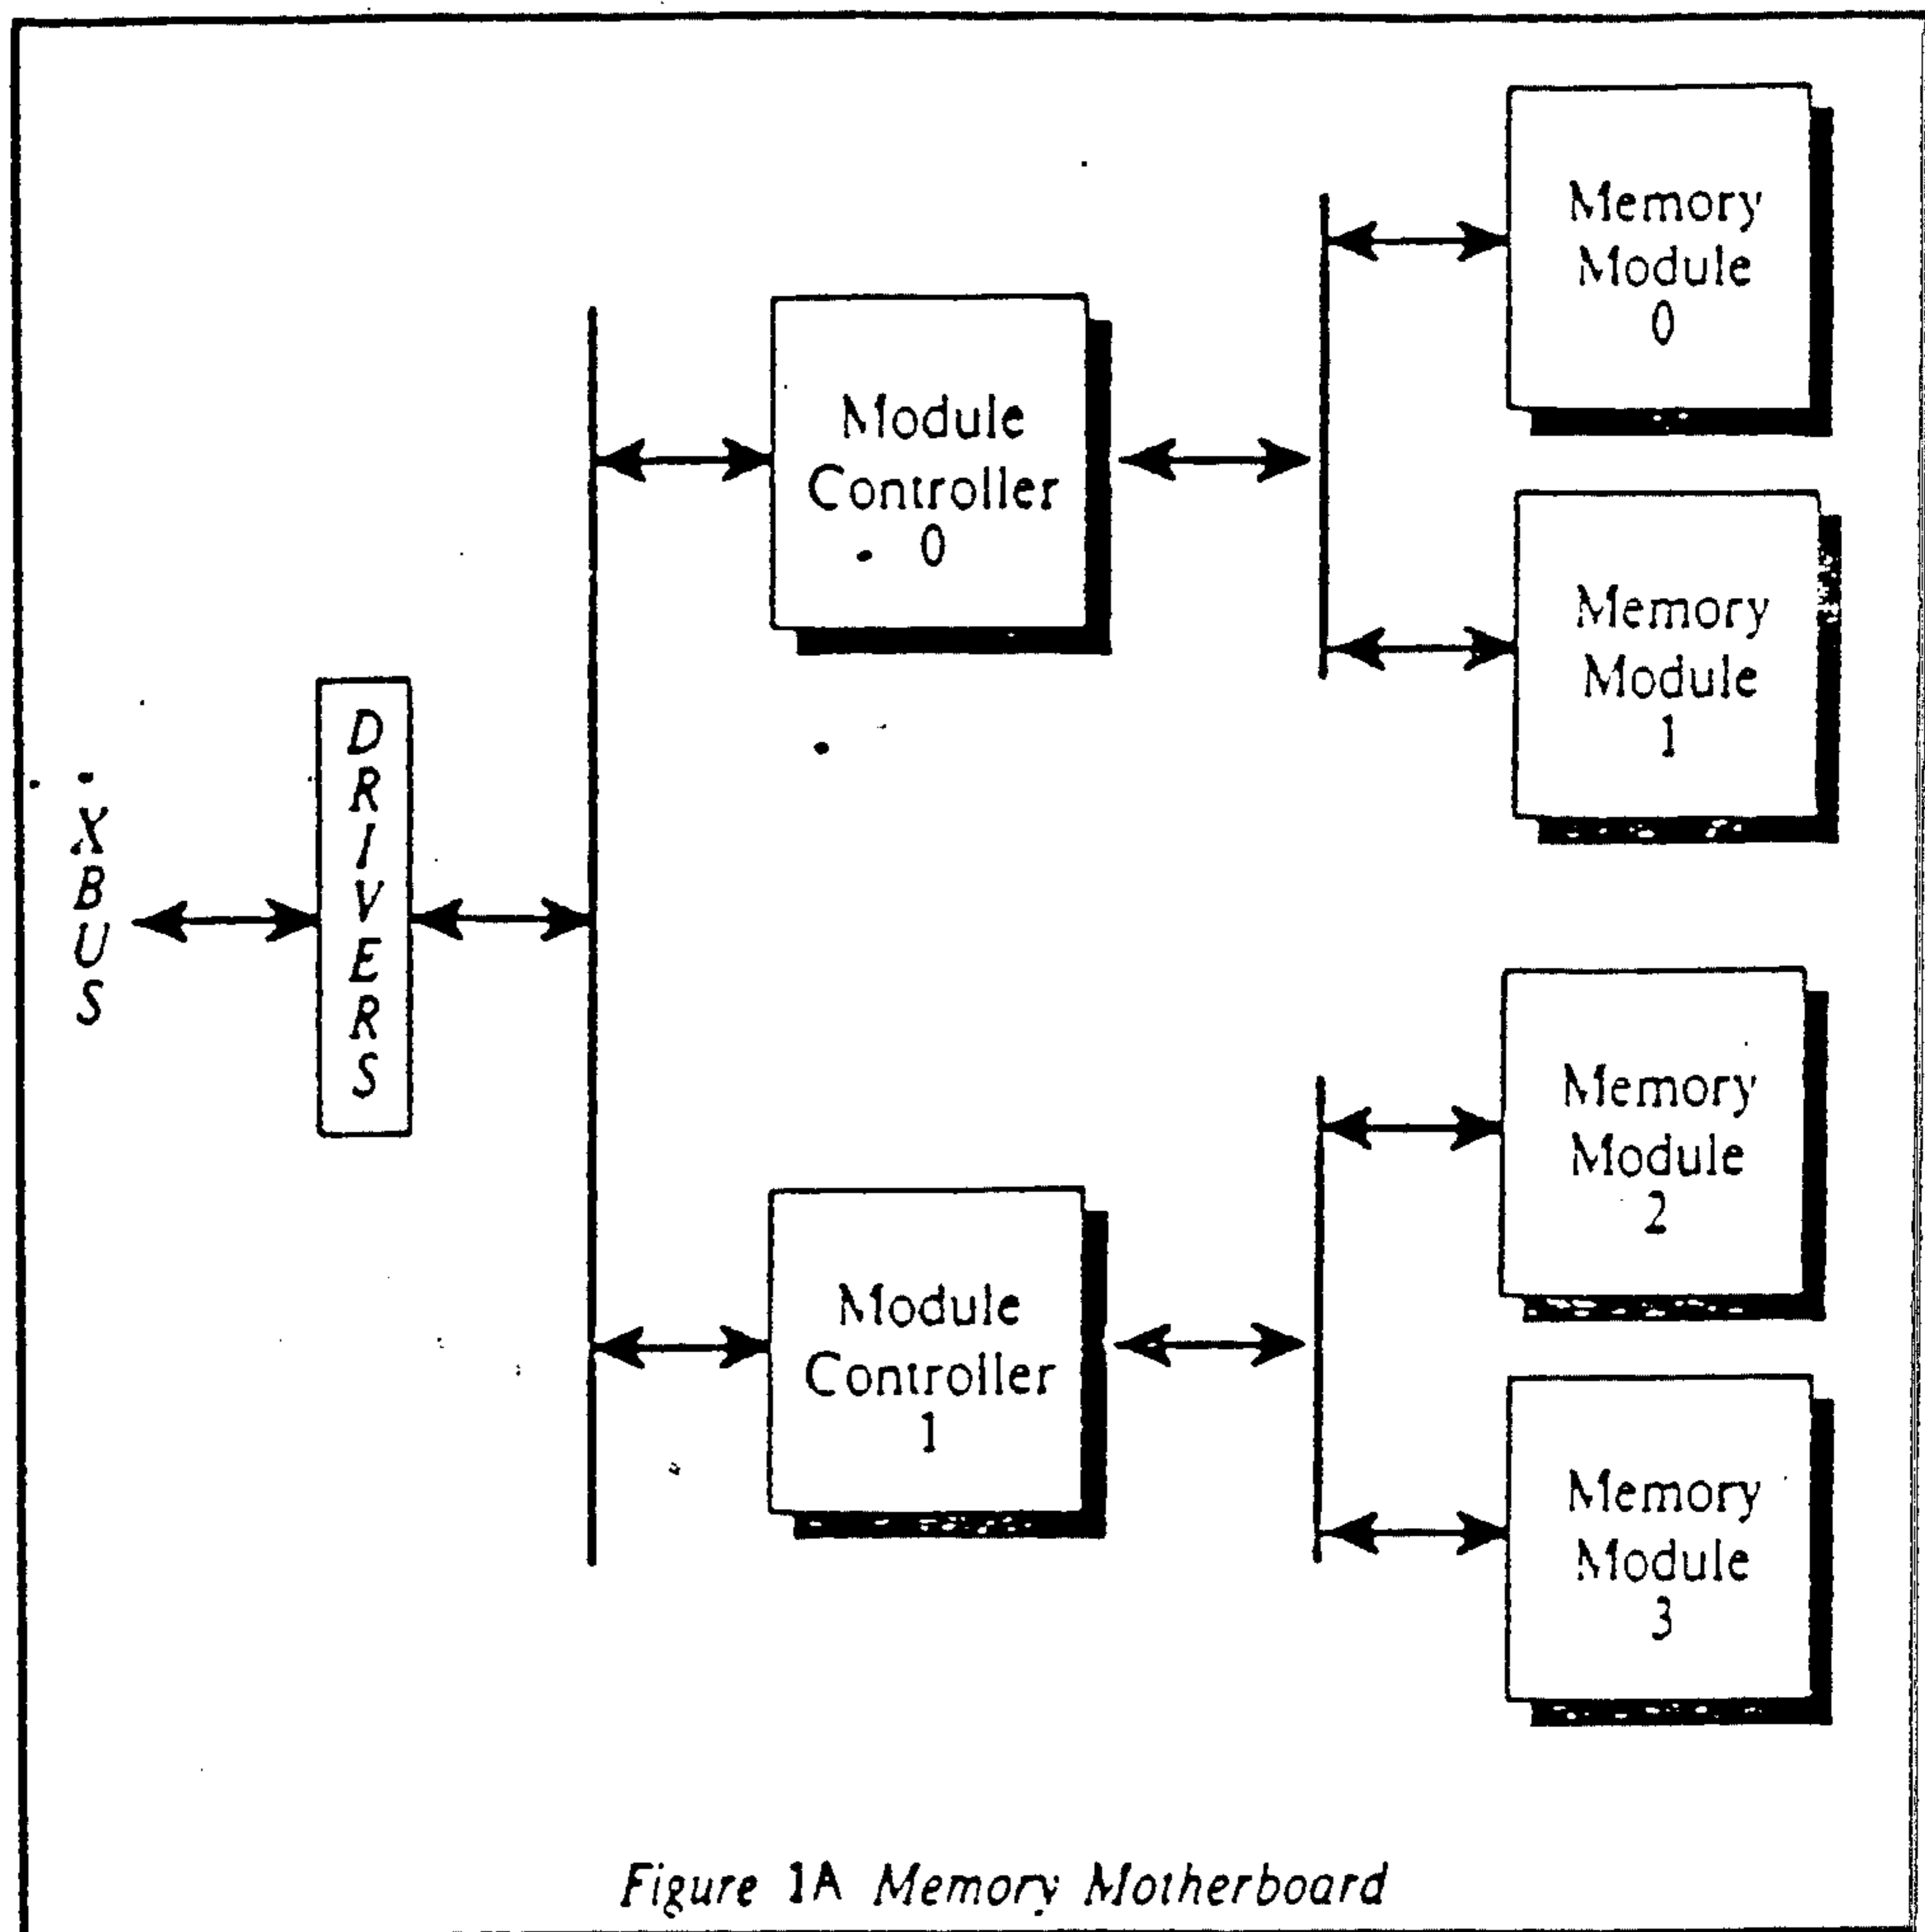 XBUS
DRIVERS
Module
Controller
0
Memory
Module
0
Memory
Module
1
Module
Controller
1
Memory
Module
2
Memory
Module
3
Figure 1A Memory Motherboard